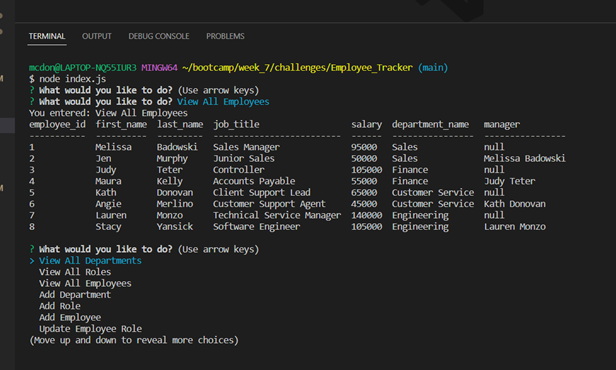 TERMINAL OUTPUT DEBUG CONSOLE PROBLEMS
mcdon@LAPTOP-NQ55IUR3 MINGW64 ~/bootcamp/week_7/challenges/Employee_Tracker (main)
$ node index.js
? What would you like to do? (Use arrow keys)
? What would you like to do? View All Employees
You entered: View All Employees
employee_id first_name last_name job_title salary department_name manager
----------- ---------- --------- ------------------------- ------ ---------------- ----------------
1 Melissa Badowski Sales Manager 95000 Sales null
2 Jen Murphy Junior Sales 50000 Sales Melissa Badowski
3 Judy Teter Controller 105000 Finance null
4 Maura Kelly Accounts Payable 55000 Finance Judy Teter
5 Kath Donovan Client Support Lead 65000 Customer Service null
6 Angie Merlino Customer Support Agent 45000 Customer Service Kath Donovan
7 Lauren Monzo Technical Service Manager 140000 Engineering null
8 Stacy Yansick Software Engineer 105000 Engineering Lauren Monzo
? What would you like to do? (Use arrow keys)
> View All Departments
View All Roles
View All Employees
Add Department
Add Role
Add Employee
Update Employee Role
(Move up and down to reveal more choices)